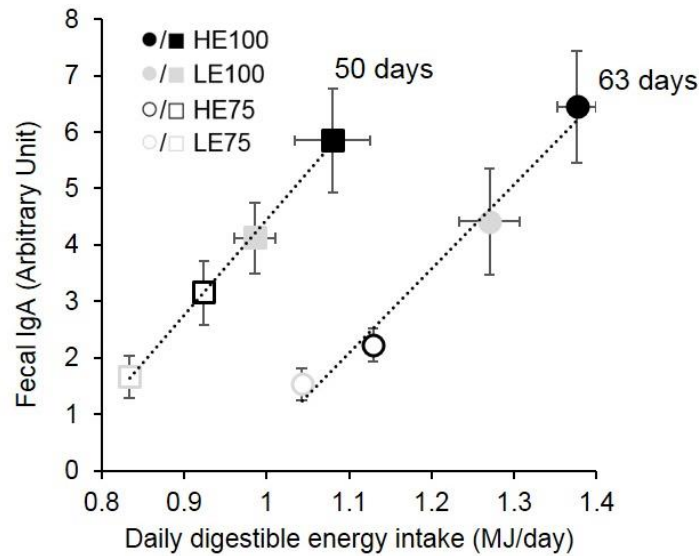 ●/■ HE100
●/■ LE100
○/□ HE75
○/□ LE75
50 days
63 days
8
7
6
5
4
3
2
1
0
Fecal IgA (Arbitrary Unit)
0.8 0.9 1 1.1 1.2 1.3 1.4
Daily digestible energy intake (MJ/day)